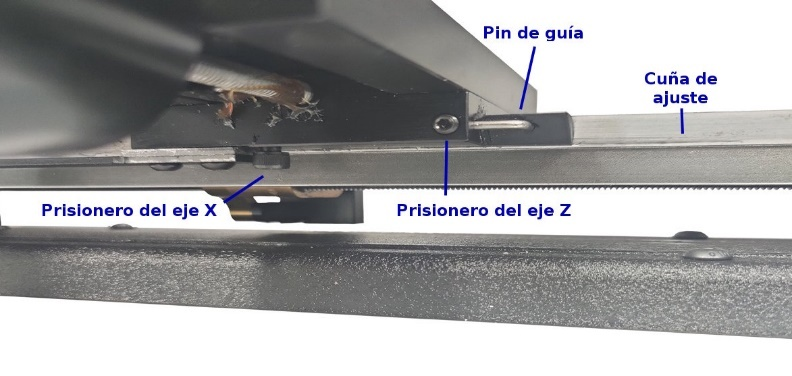 Pin de guía
Cuña de
ajuste
Prisionero del eje X
Prisionero del eje Z